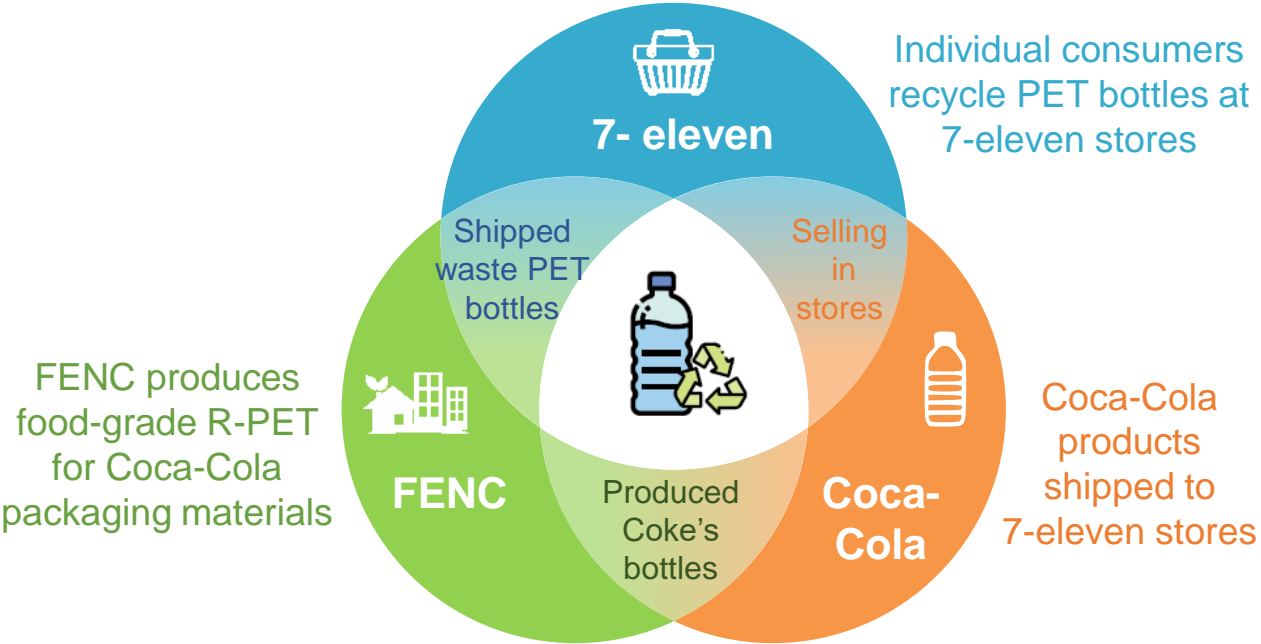 Individual consumers
recycle PET bottles at
7-eleven stores
7- eleven
Shipped
waste PET
bottles
Selling
in
stores
FENC produces
food-grade R-PET
for Coca-Cola
packaging materials
FENC
Produced
Coke’s
bottles
Coca-
Cola
Coca-Cola
products
shipped to
7-eleven stores